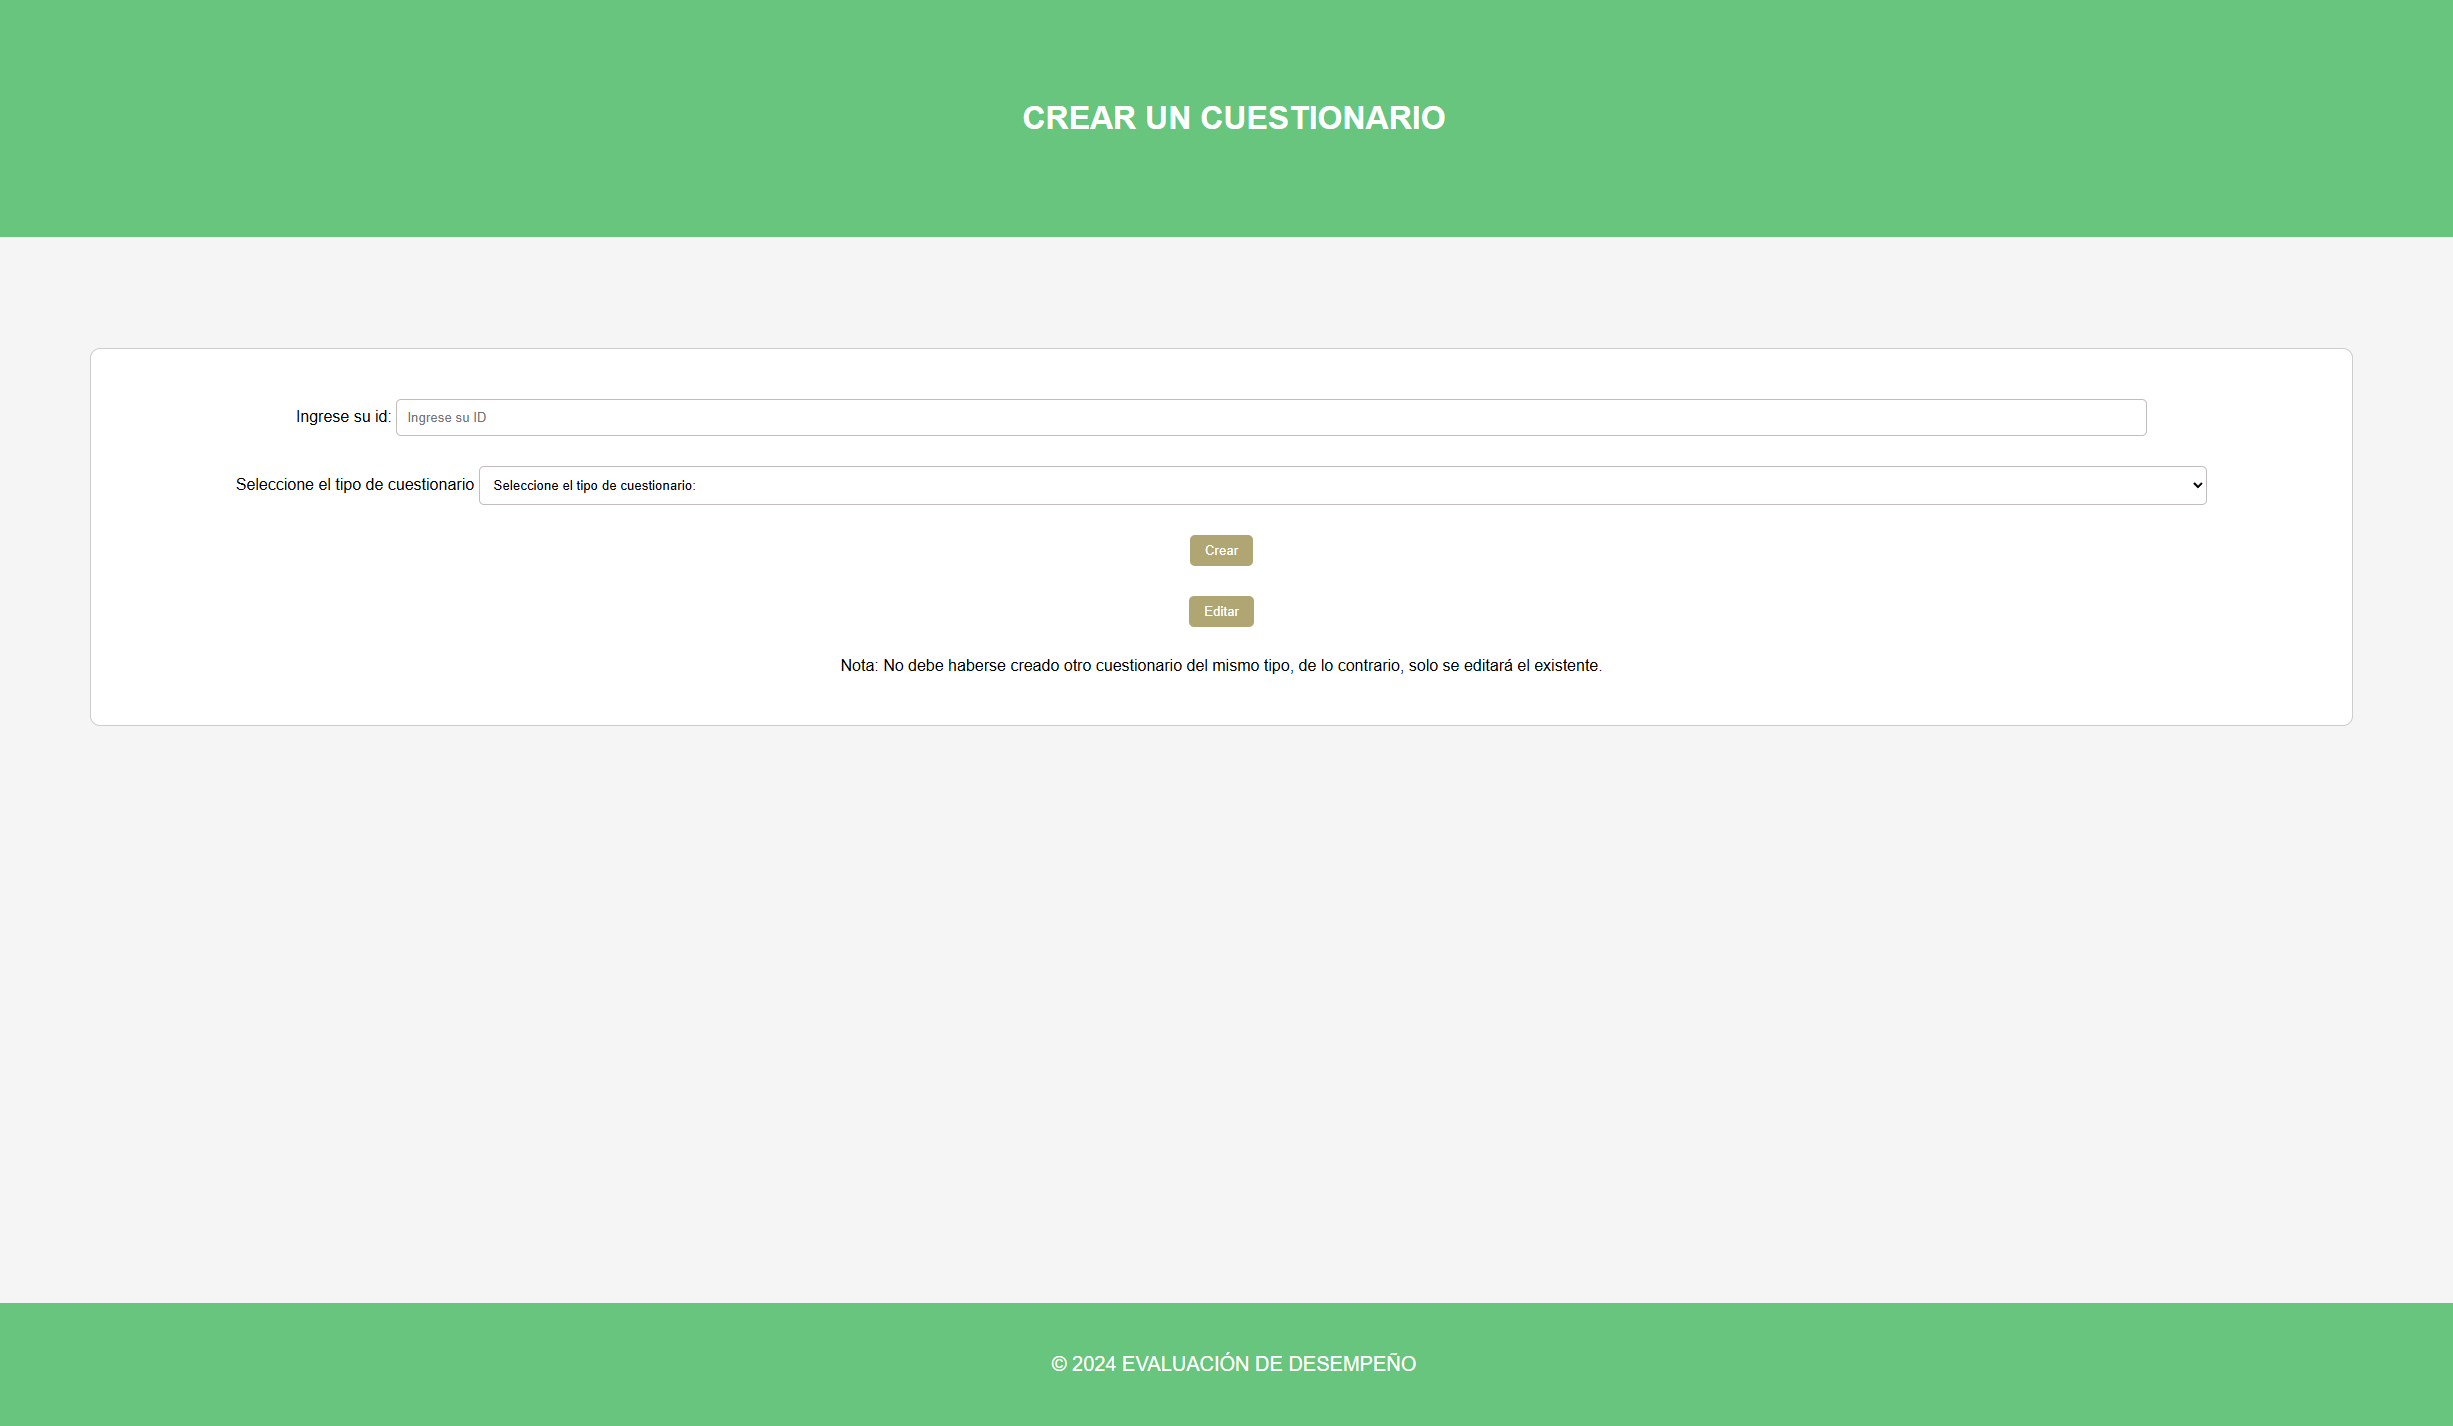 CREAR UN CUESTIONARIO
Ingrese su id: Ingrese su ID
Seleccione el tipo de cuestionario Seleccione el tipo de cuestionario:
Crear
Editar
Nota: No debe haberse creado otro cuestionario del mismo tipo, de lo contrario, solo se editará el existente.
© 2024 EVALUACIÓN DE DESEMPEÑO